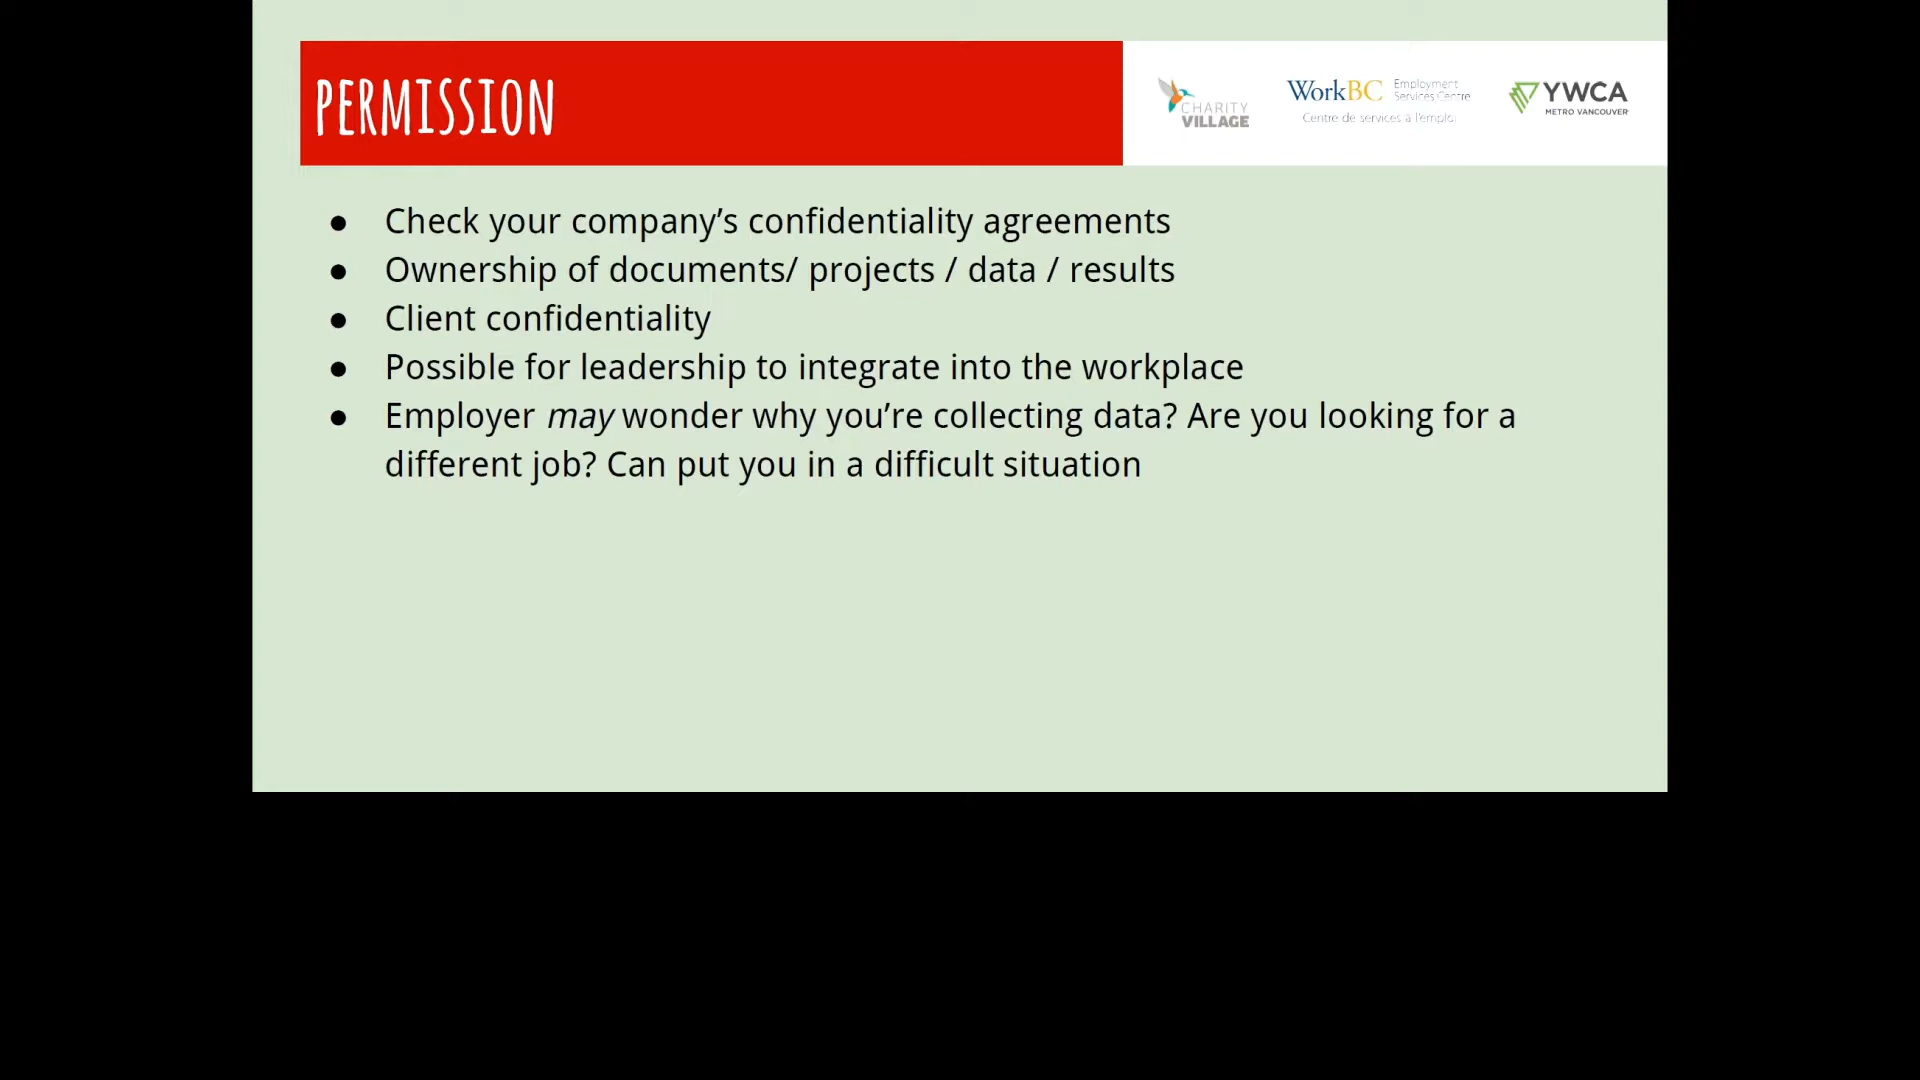 PERMISSION
CHARITY
VILLAGE
WorkBC Employment
Services Centre
Centre de services à l'emploi
YWCA
METRO VANCOUVER
● Check your company’s confidentiality agreements
● Ownership of documents/ projects / data / results
● Client confidentiality
● Possible for leadership to integrate into the workplace
● Employer may wonder why you’re collecting data? Are you looking for a
different job? Can put you in a difficult situation